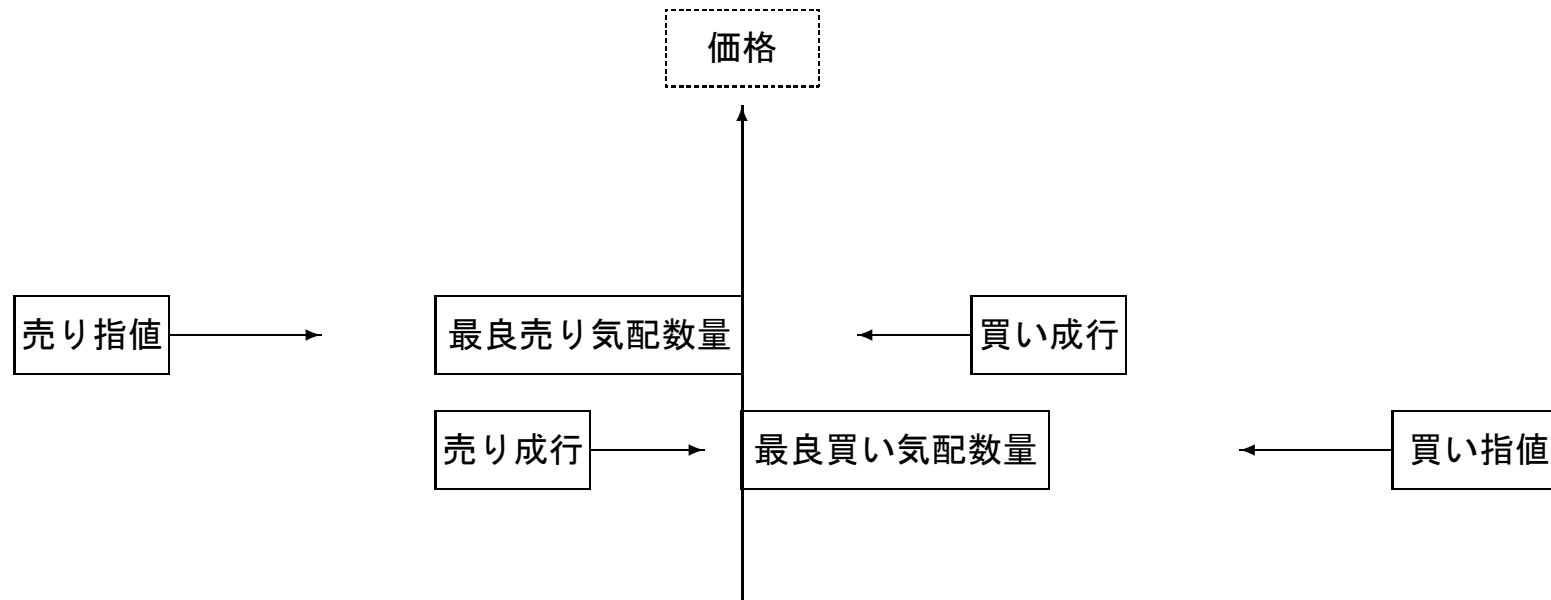 価格
売り指値
最良売り気配数量
買い成行
売り成行
最良買い気配数量
買い指値